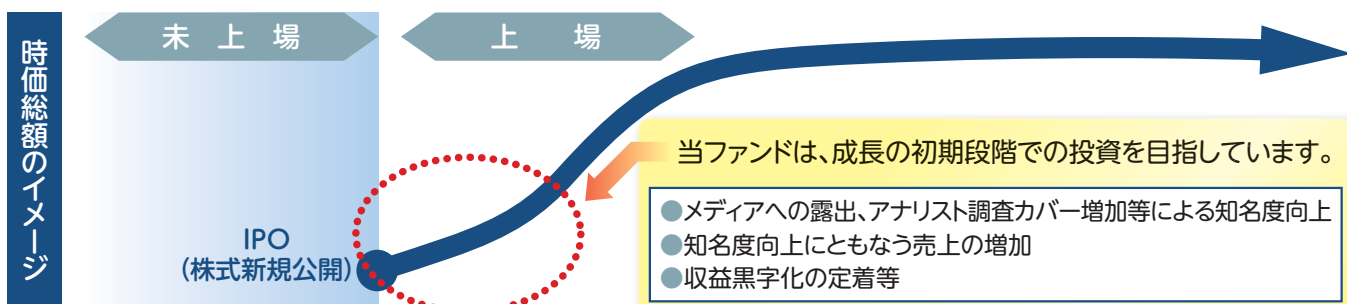 時価総額のイメージ
未上場
上場
IPO
(株式新規公開)
当ファンドは、成長の初期段階での投資を目指しています。
●メディアへの露出、アナリスト調査カバー増加等による知名度向上
●知名度向上にともなう売上の増加
●収益黒字化の定着等